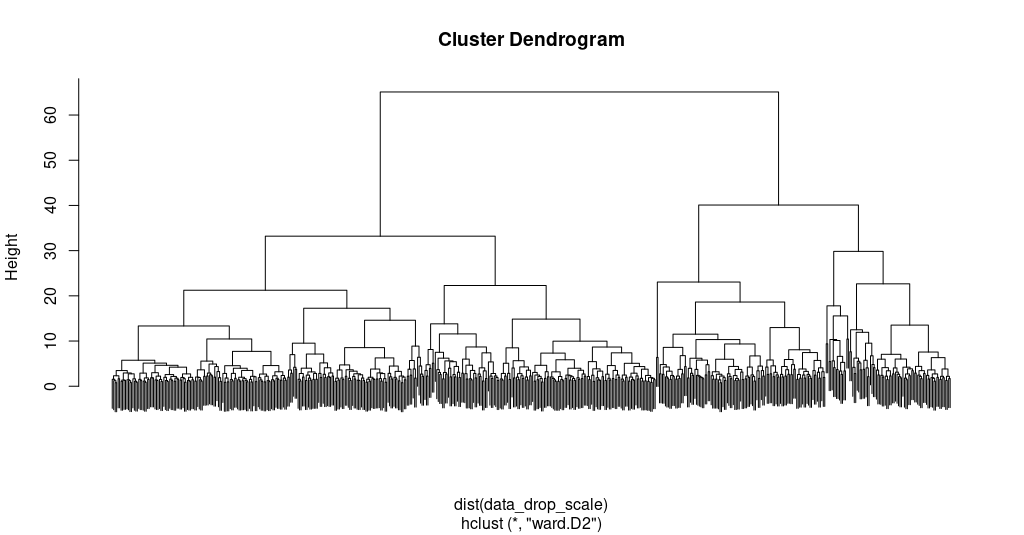 Cluster Dendrogram
Height
60
50
40
30
20
10
0
dist(data_drop_scale)
hclust (*, "ward.D2")